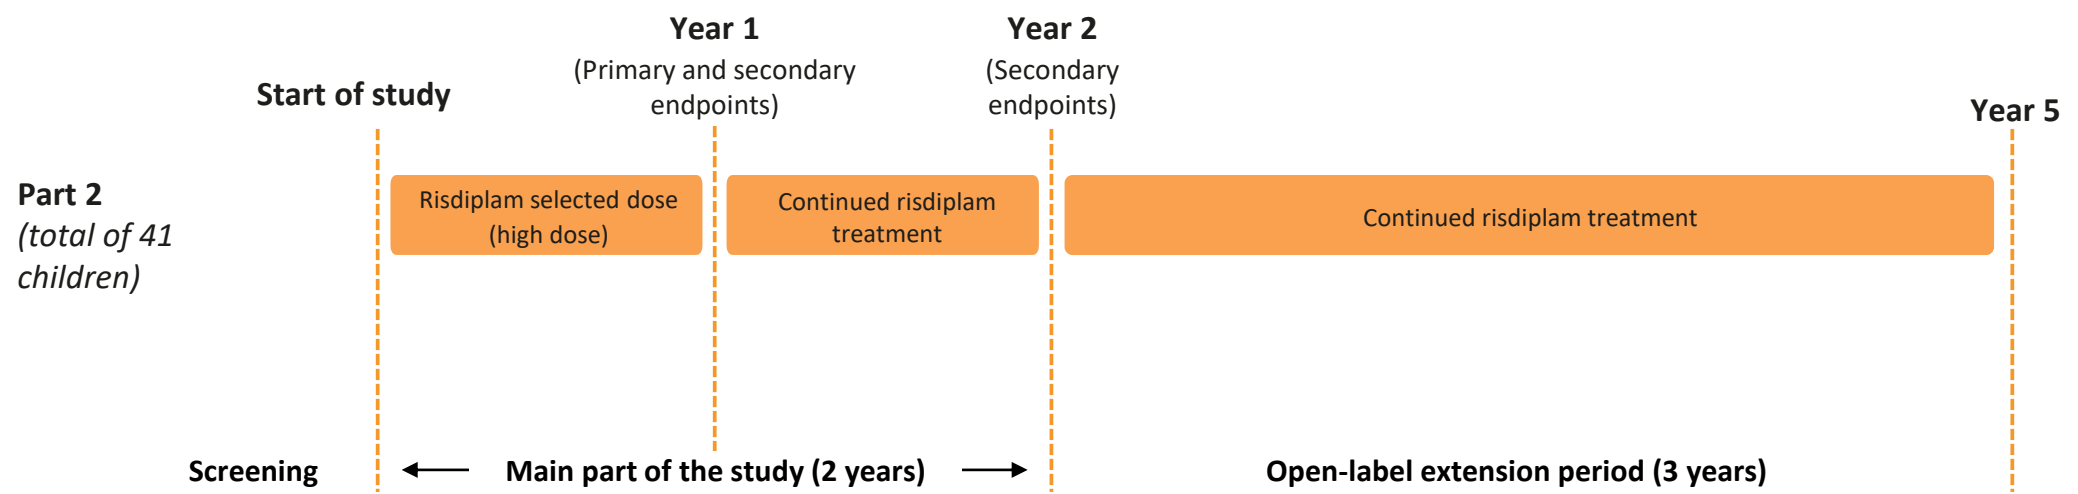 Year 1
(Primary and secondary
endpoints)
Year 2
(Secondary
endpoints)
Start of study
Year 5
Part 2
(total of 41
children)
Risdiplam selected dose
(high dose)
Continued risdiplam
treatment
Continued risdiplam treatment
Screening
Main part of the study (2 years)
Open-label extension period (3 years)